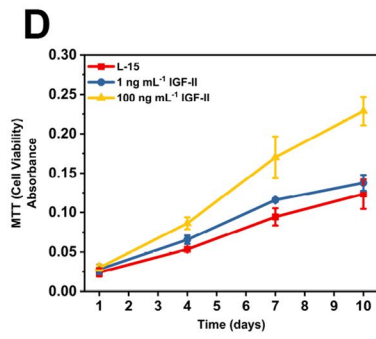 D
MTT (Cell Viability)
Absorbance
0.30
0.25
0.20
0.15
0.10
0.05
0.00
L-15
1 ng mL⁻¹ IGF-II
100 ng mL⁻¹ IGF-II
1 2 3 4 5 6 7 8 9 10
Time (days)